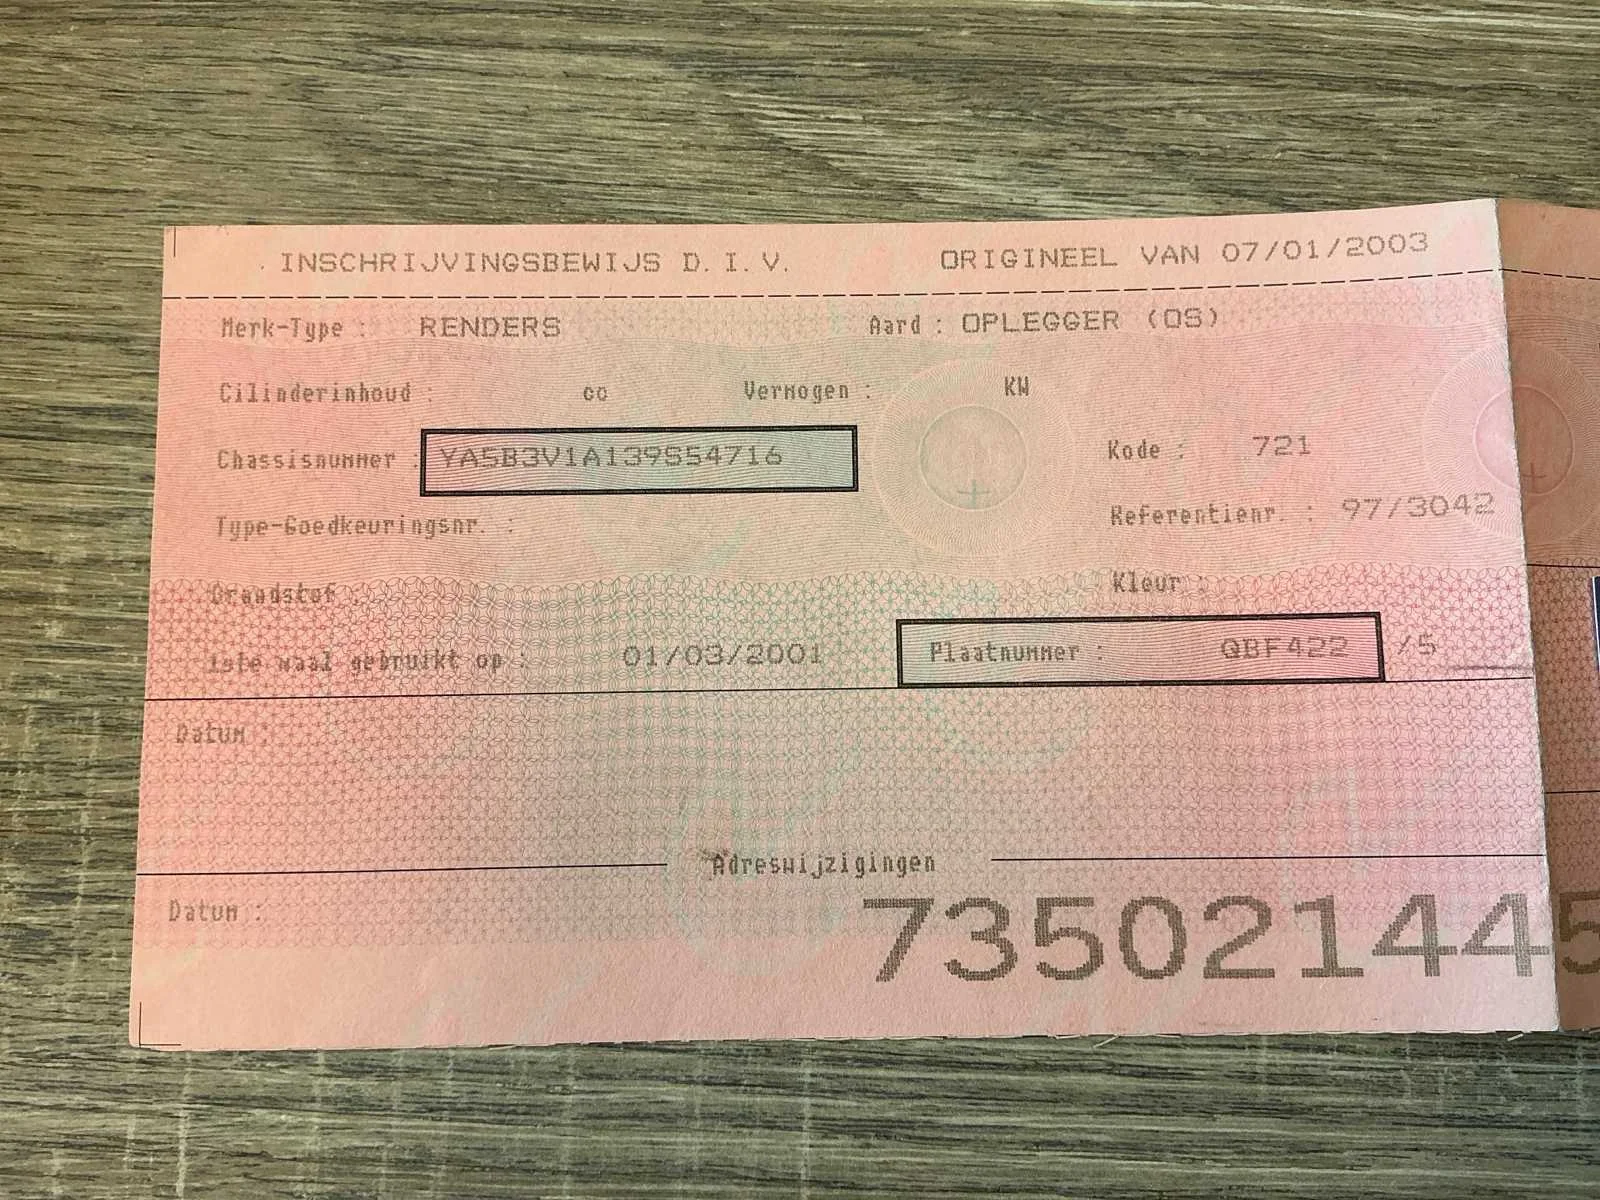 INSCHRIJVINGSBEWIJS D.I.V. ORIGINEEL VAN 07/01/2003
Merk-Type : RENDERS Aard : OPLEGGER (OS)
Cilinderinhoud : cc Vermogen : KW
Chassisnummer : YA5B3V1A139S54716 Kode : 721
Type-Goedkeuringsnr. : Referentienr. : 97/3042
Brandstof : Kleur :
1ste maal gebruikt op : 01/03/2001 Plaatnummer : QBF422 /5
Datum :
Adreswijzigingen
Datum : 735021445